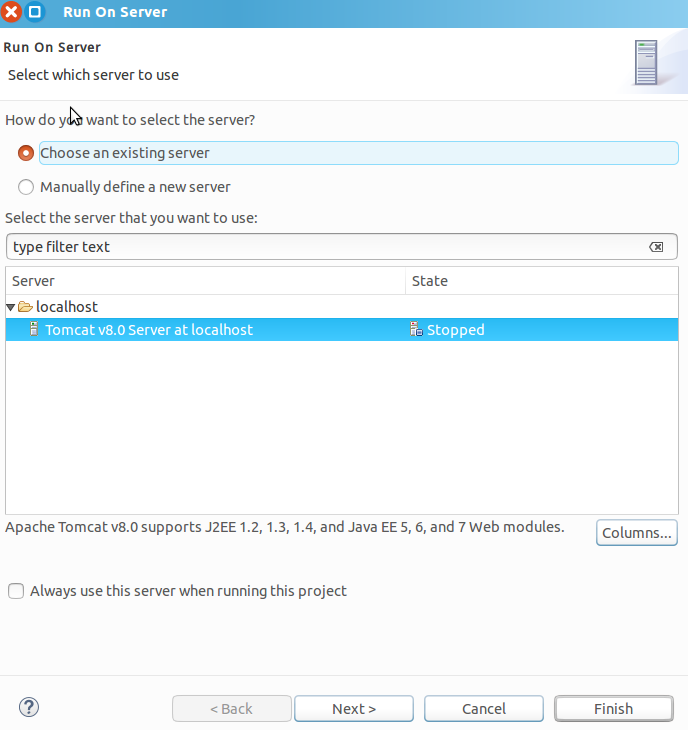 Run On Server
Run On Server
Select which server to use
How do you want to select the server?
Choose an existing server
Manually define a new server
Select the server that you want to use:
type filter text
Server State
localhost
Tomcat v8.0 Server at localhost Stopped
Apache Tomcat v8.0 supports J2EE 1.2, 1.3, 1.4, and Java EE 5, 6, and 7 Web modules.
Columns...
Always use this server when running this project
? < Back Next > Cancel Finish